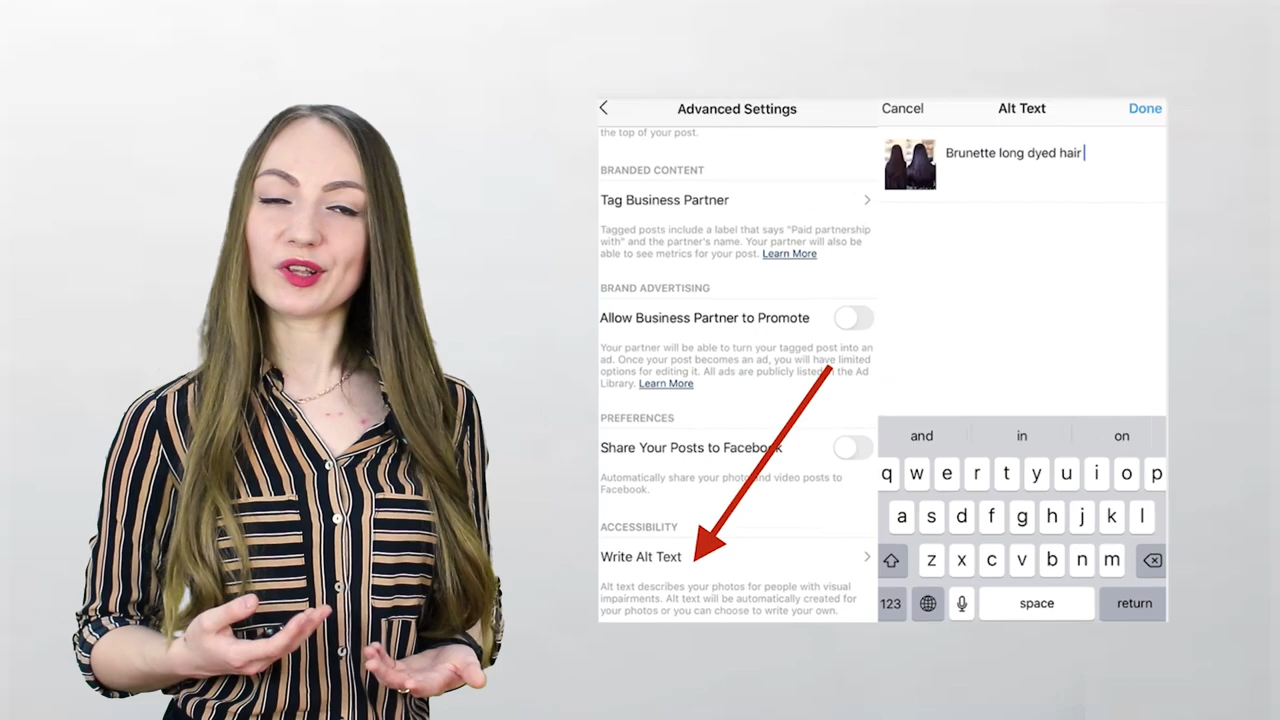 Advanced Settings
the top of your post.
BRANDED CONTENT
Tag Business Partner
Tagged posts include a label that says "Paid partnership
with" and the partner's name. Your partner will also be
able to see metrics for your post. Learn More
BRAND ADVERTISING
Allow Business Partner to Promote
Your partner will be able to turn your tagged post into an
ad. Once your post becomes an ad, you will have limited
options for editing it. All ads are publicly listed in the Ad
Library. Learn More
PREFERENCES
Share Your Posts to Facebook
Automatically share your photo and video posts to
Facebook.
ACCESSIBILITY
Write Alt Text
Alt text describes your photos for people with visual
impairments. Alt text will be automatically created for
your photos or you can choose to write your own.
Cancel Alt Text Done
Brunette long dyed hair
and in on
q w e r t y u i o p
a s d f g h j k l
z x c v b n m
123 space return